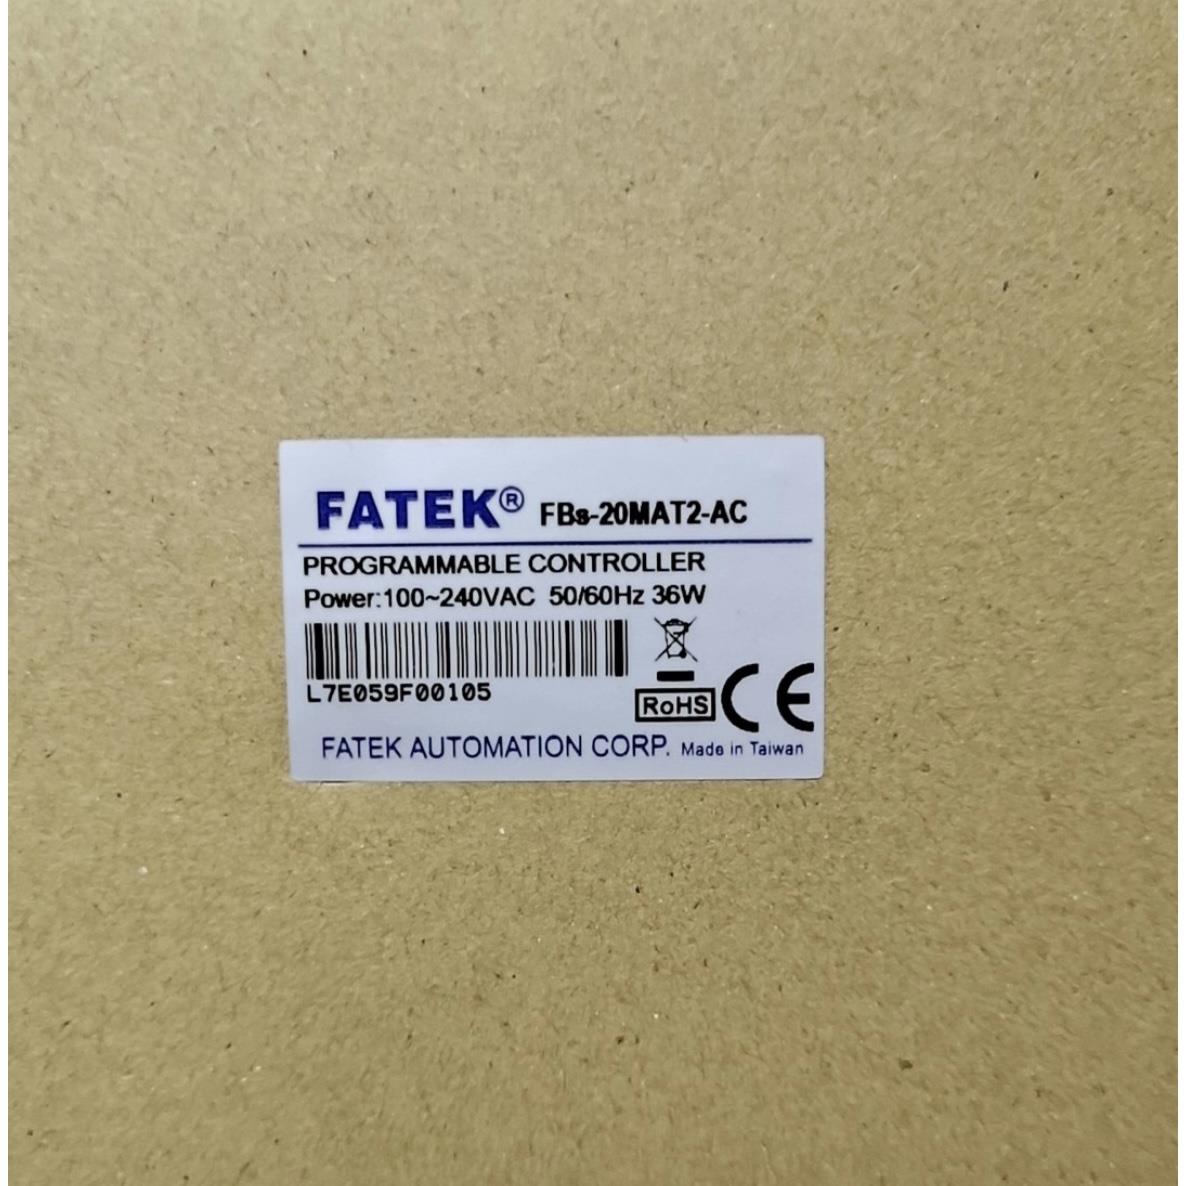 FATEK® FBs-20MAT2-AC
PROGRAMMABLE CONTROLLER
Power:100~240VAC 50/60Hz 36W
L7E059F00105
RoHS CE
FATEK AUTOMATION CORP. Made in Taiwan